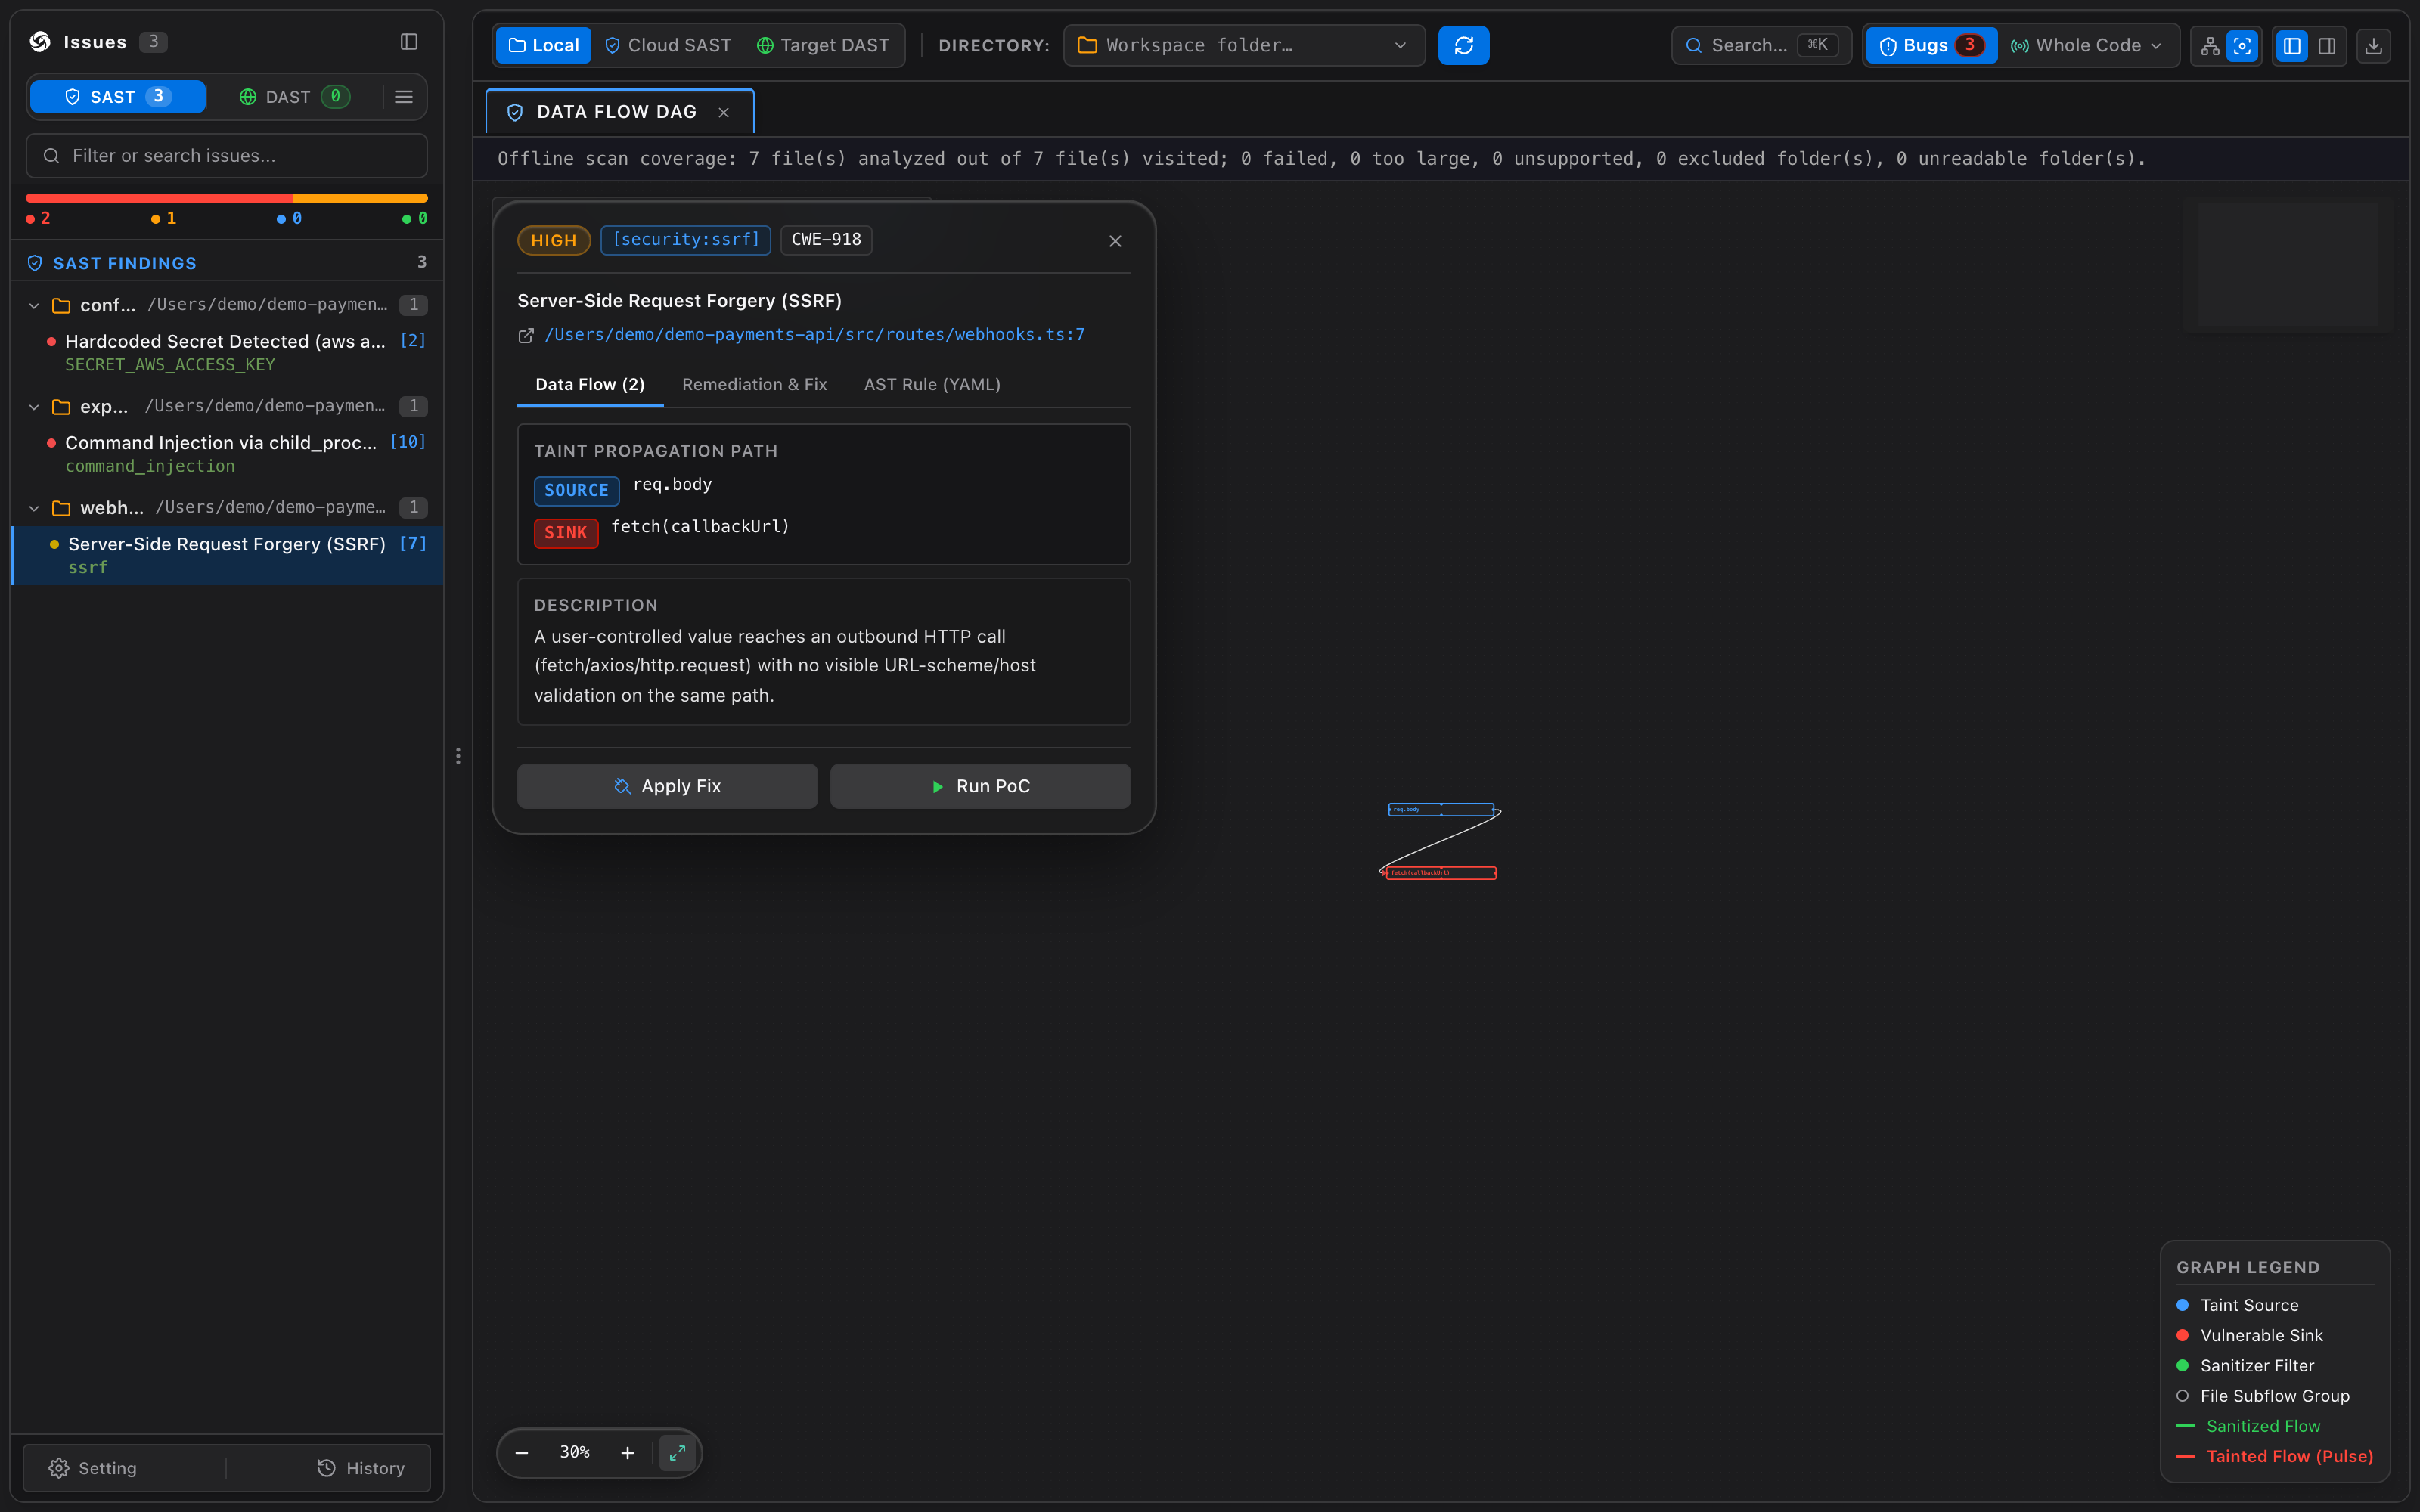 Issues 3
SAST 3 DAST 0
Filter or search issues...
2 1 0 0
SAST FINDINGS 3
conf... /Users/demo/demo-paymen... 1
Hardcoded Secret Detected (aws a... [2]
SECRET_AWS_ACCESS_KEY
exp... /Users/demo/demo-paymen... 1
Command Injection via child_proc... [10]
command_injection
webh... /Users/demo/demo-payme... 1
Server-Side Request Forgery (SSRF) [7]
ssrf
Setting History
Local Cloud SAST Target DAST DIRECTORY: Workspace folder... Search... ⌘K Bugs 3 Whole Code
DATA FLOW DAG
Offline scan coverage: 7 file(s) analyzed out of 7 file(s) visited; 0 failed, 0 too large, 0 unsupported, 0 excluded folder(s), 0 unreadable folder(s).
HIGH [security:ssrf] CWE-918
Server-Side Request Forgery (SSRF)
/Users/demo/demo-payments-api/src/routes/webhooks.ts:7
Data Flow (2) Remediation & Fix AST Rule (YAML)
TAINT PROPAGATION PATH
SOURCE req.body
SINK fetch(callbackUrl)
DESCRIPTION
A user-controlled value reaches an outbound HTTP call
(fetch/axios/http.request) with no visible URL-scheme/host
validation on the same path.
Apply Fix Run PoC
req.body
fetch(callbackUrl)
30%
GRAPH LEGEND
Taint Source
Vulnerable Sink
Sanitizer Filter
File Subflow Group
Sanitized Flow
Tainted Flow (Pulse)